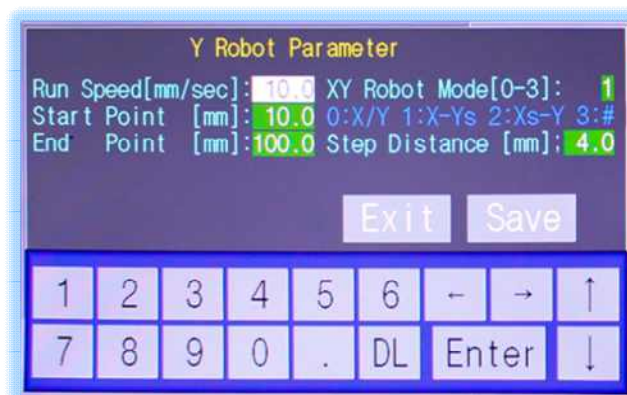 Y Robot Parameter
Run Speed[mm/sec]: 10.0 XY Robot Mode[0-3]: 1
Start Point [mm]: 10.0 0:X/Y 1:X-Ys 2:Xs-Y 3:#
End Point [mm]: 100.0 Step Distance [mm]: 4.0
Exit Save
1 2 3 4 5 6 ← → ↑
7 8 9 0 . DL Enter ↓